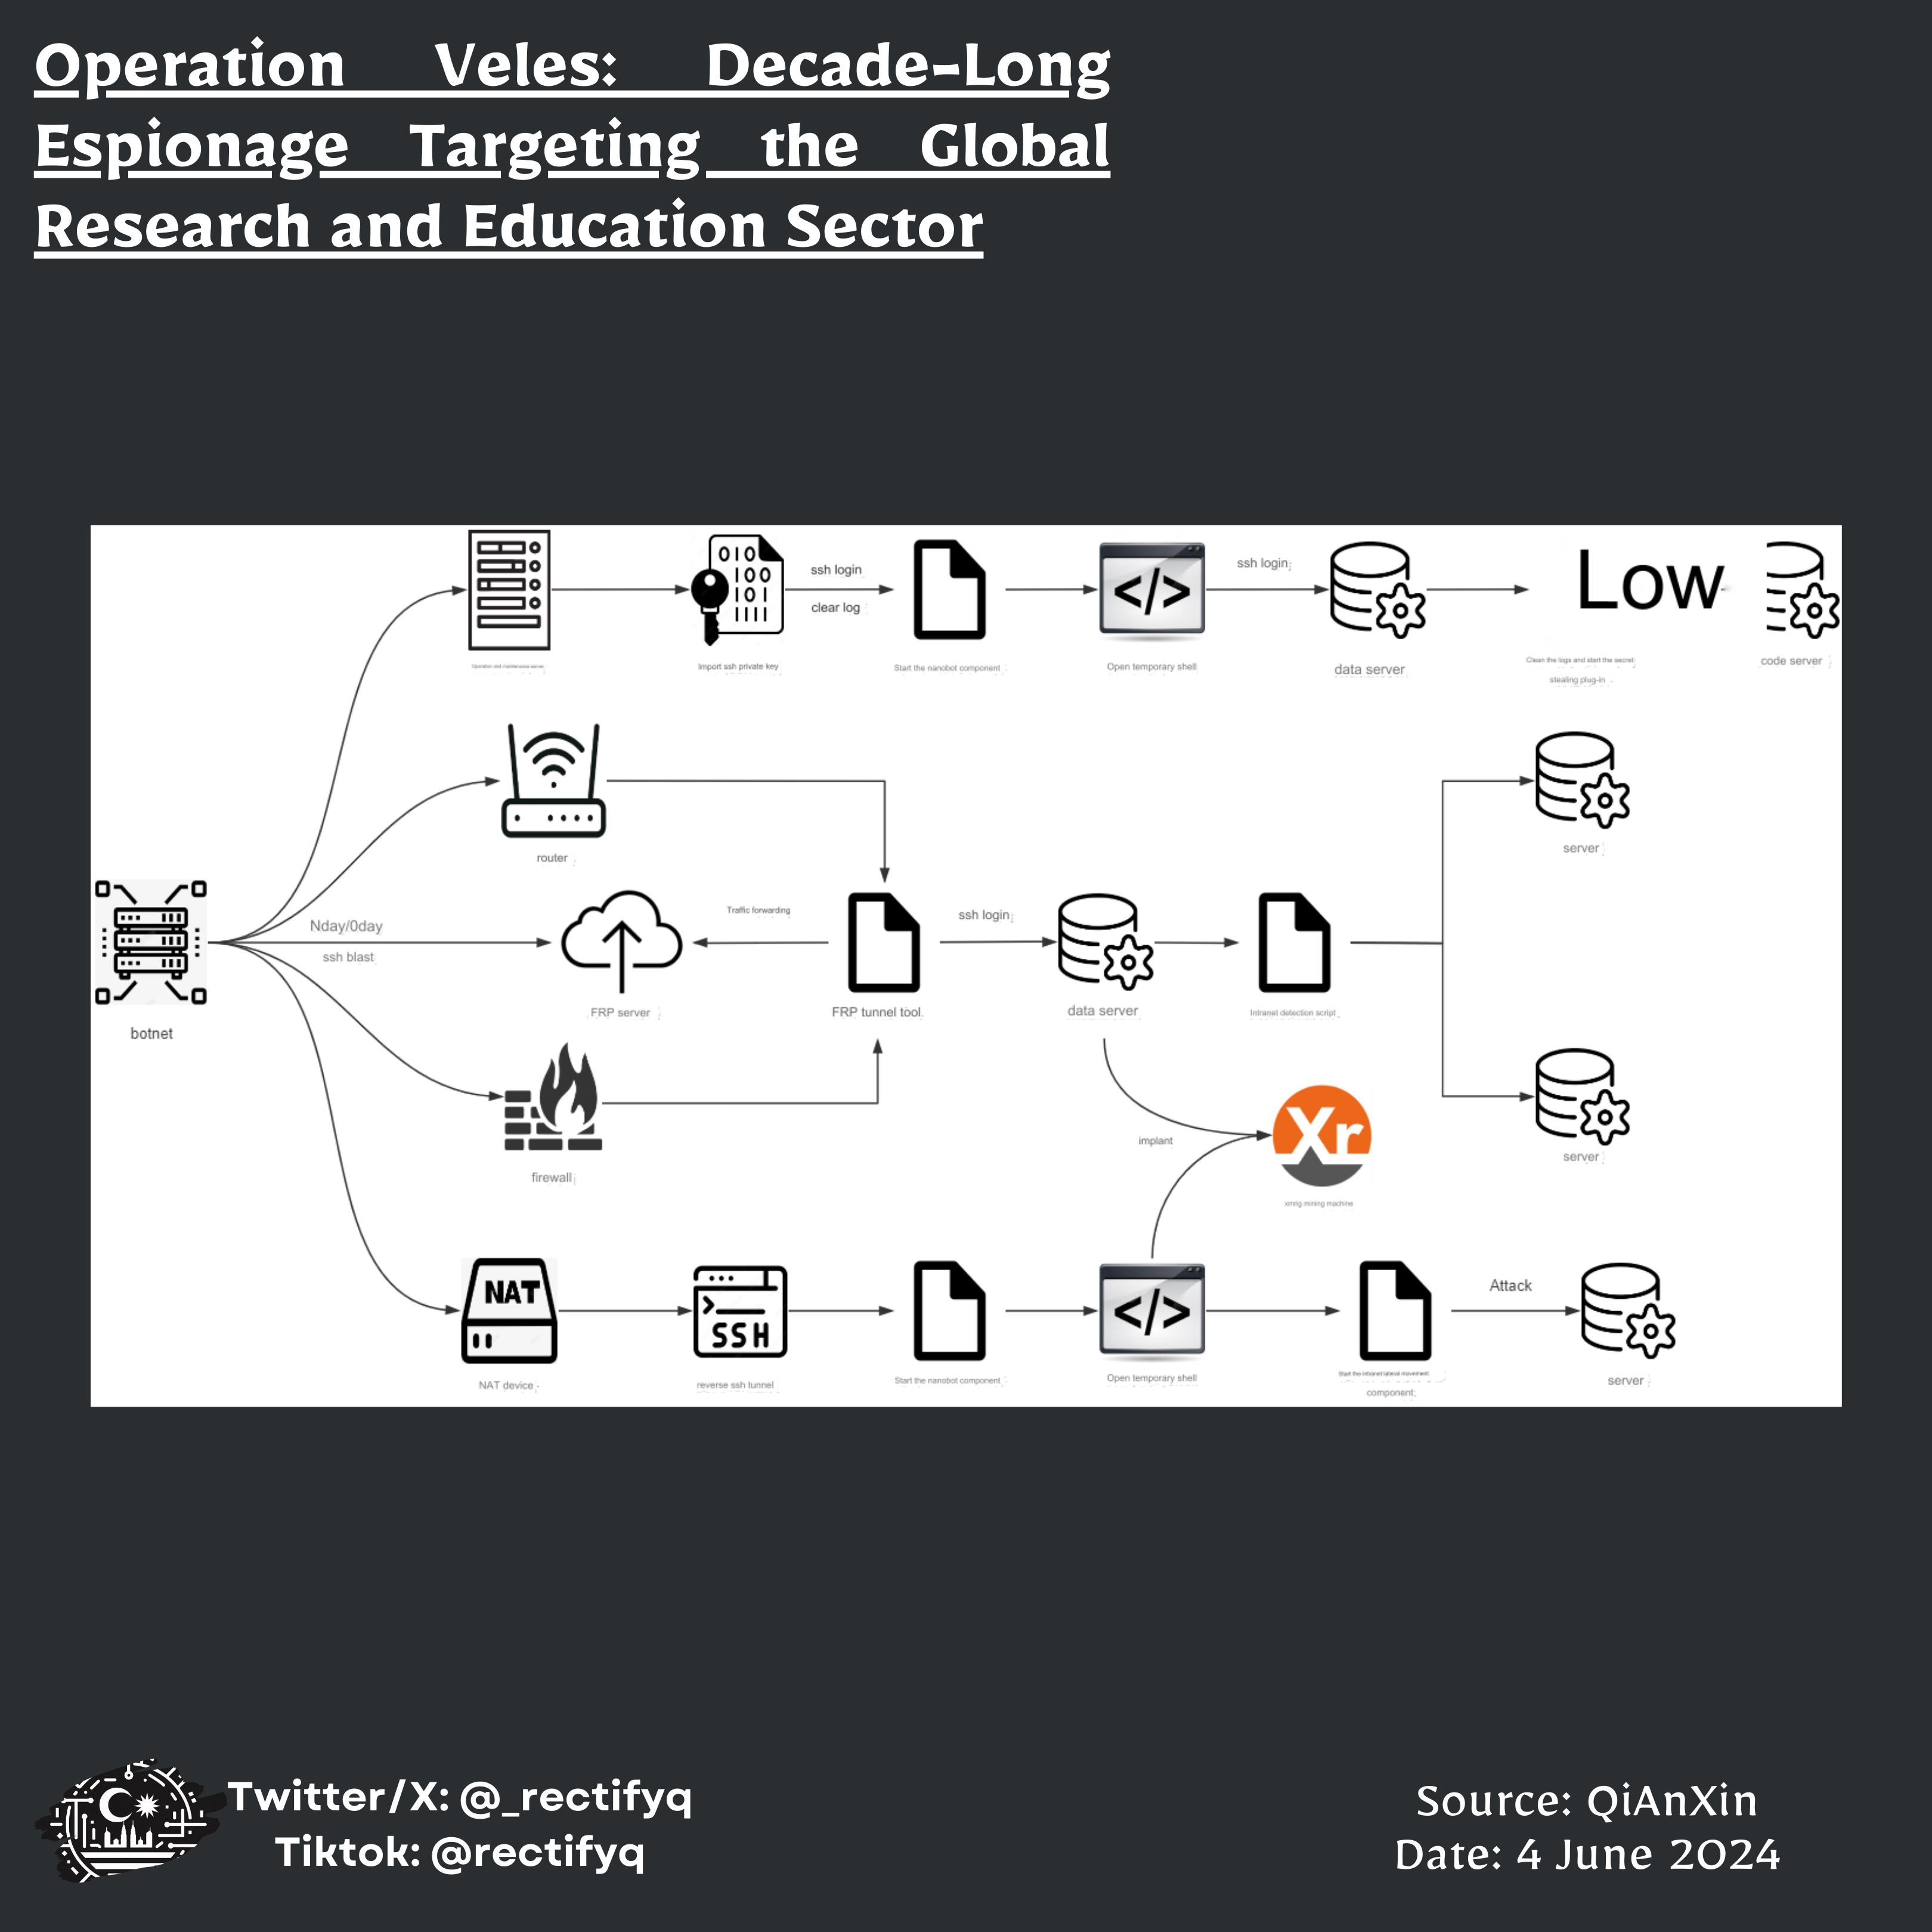 Operation Veles: Decade-Long
Espionage Targeting the Global
Research and Education Sector
ssh login
clear log
ssh login
Low
Operation and maintenance server
Import ssh private key
Start the nanobot component
Open temporary shell
data server
Clean the logs and start the secret
stealing plug-in
code server
010
100
101
</>
router
server
Nday/0day
ssh blast
Traffic forwarding
ssh login
botnet
FRP server
FRP tunnel tool
data server
Intranet detection script
firewall
implant
Xr
xmrig mining machine
server
NAT
SSH
</>
Attack
NAT device
reverse ssh tunnel
Start the nanobot component
Open temporary shell
Start the intranet lateral movement
component
server
Twitter/X: @_rectifyq
Tiktok: @rectifyq
Source: QiAnXin
Date: 4 June 2024